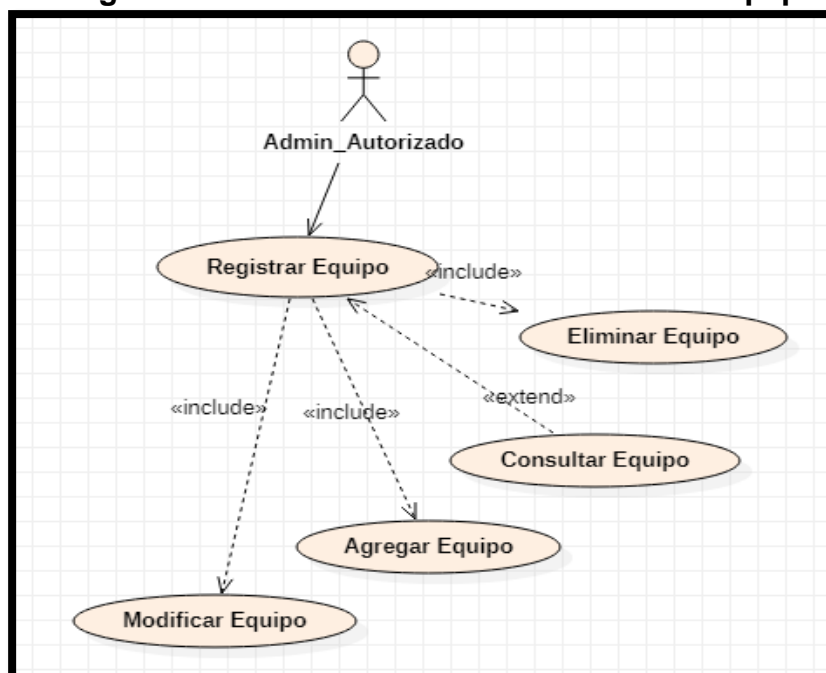 Admin_Autorizado
Registrar Equipo
«include»
Eliminar Equipo
«extend»
«include»
«include»
Consultar Equipo
Agregar Equipo
Modificar Equipo